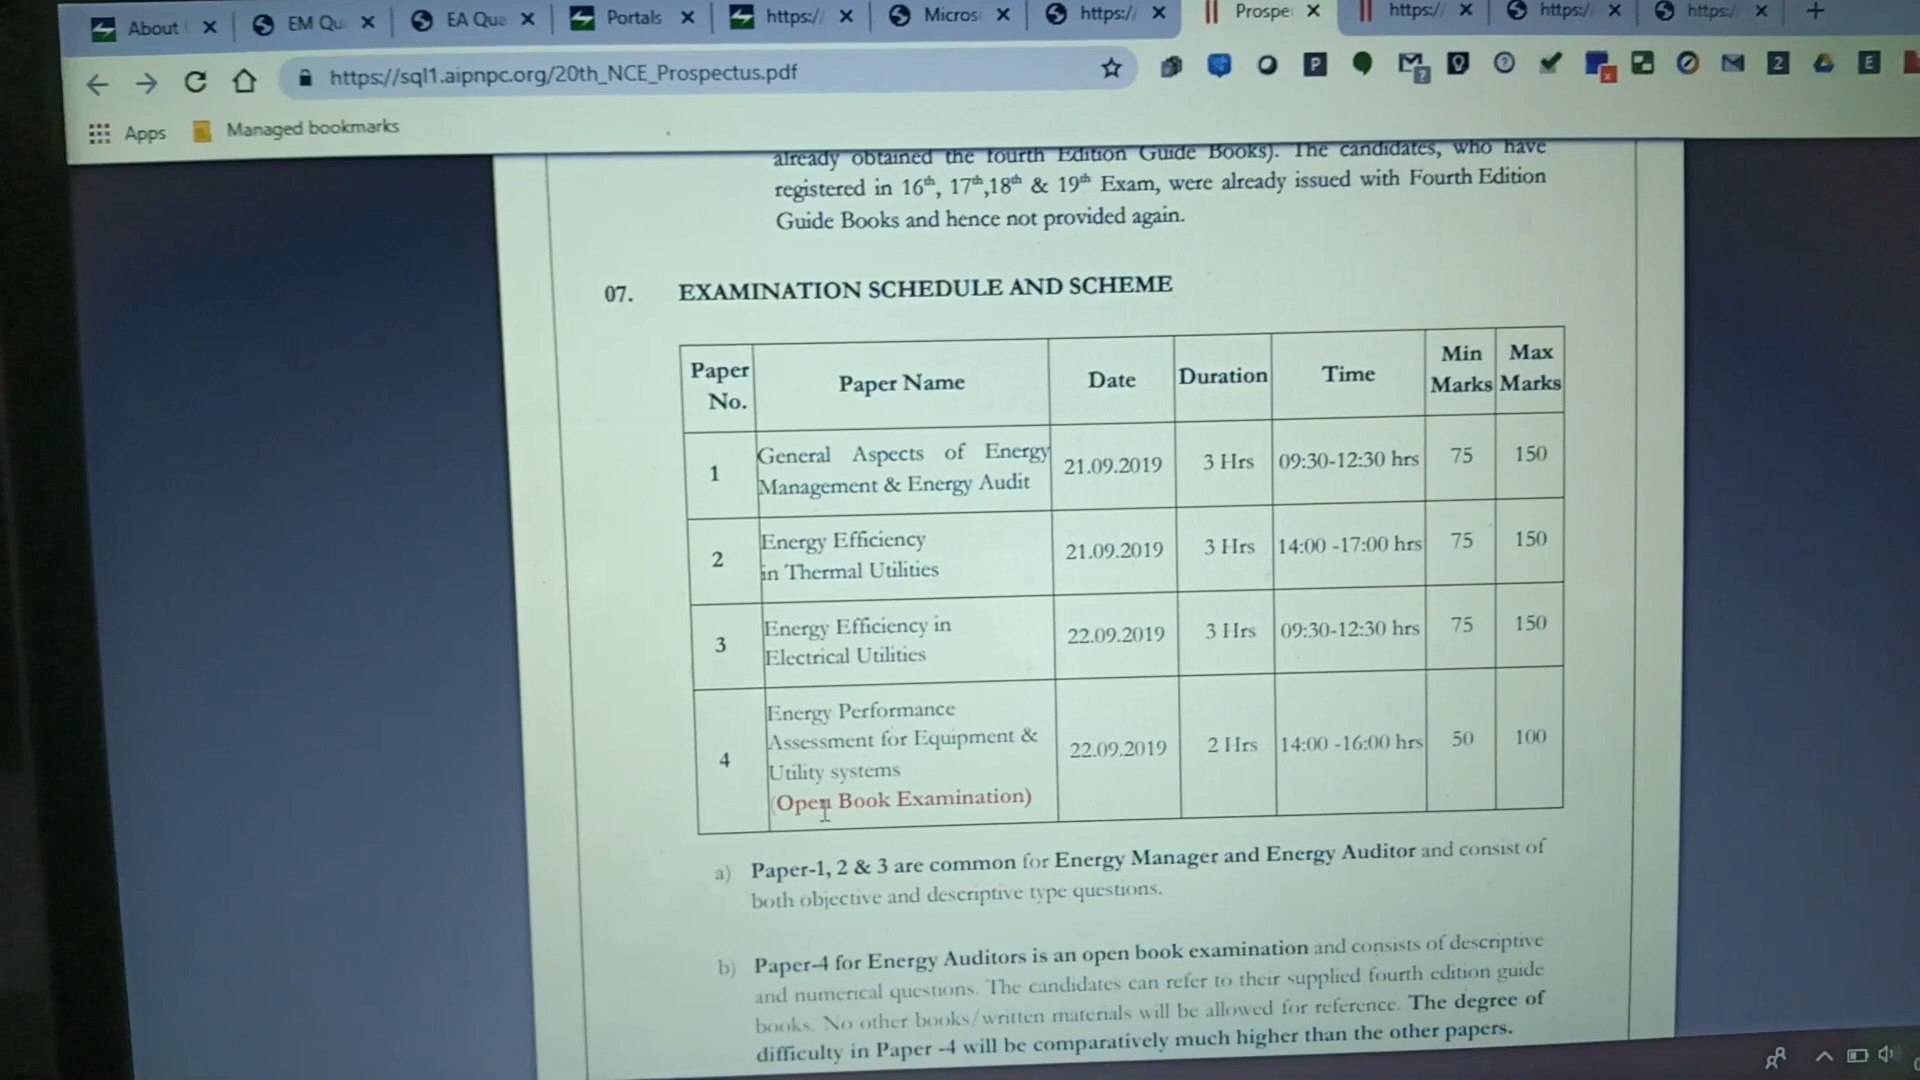 About
EM Qu
EA Qua
Portals
https:/
Micros
https:/
Prospe
https:/
https:/
https:/
https://sql1.aipnpc.org/20th_NCE_Prospectus.pdf
Apps
Managed bookmarks
already obtained the fourth Edition Guide Books). The candidates, who have
registered in 16th, 17th,18th & 19th Exam, were already issued with Fourth Edition
Guide Books and hence not provided again.
07. EXAMINATION SCHEDULE AND SCHEME
Paper No. Paper Name Date Duration Time Min Marks Max Marks
1 General Aspects of Energy Management & Energy Audit 21.09.2019 3 Hrs 09:30-12:30 hrs 75 150
2 Energy Efficiency in Thermal Utilities 21.09.2019 3 Hrs 14:00 -17:00 hrs 75 150
3 Energy Efficiency in Electrical Utilities 22.09.2019 3 Hrs 09:30-12:30 hrs 75 150
4 Energy Performance Assessment for Equipment & Utility systems (Open Book Examination) 22.09.2019 2 Hrs 14:00 -16:00 hrs 50 100
a) Paper-1, 2 & 3 are common for Energy Manager and Energy Auditor and consist of
both objective and descriptive type questions.
b) Paper-4 for Energy Auditors is an open book examination and consists of descriptive
and numerical questions. The candidates can refer to their supplied fourth edition guide
books. No other books/written materials will be allowed for reference. The degree of
difficulty in Paper -4 will be comparatively much higher than the other papers.